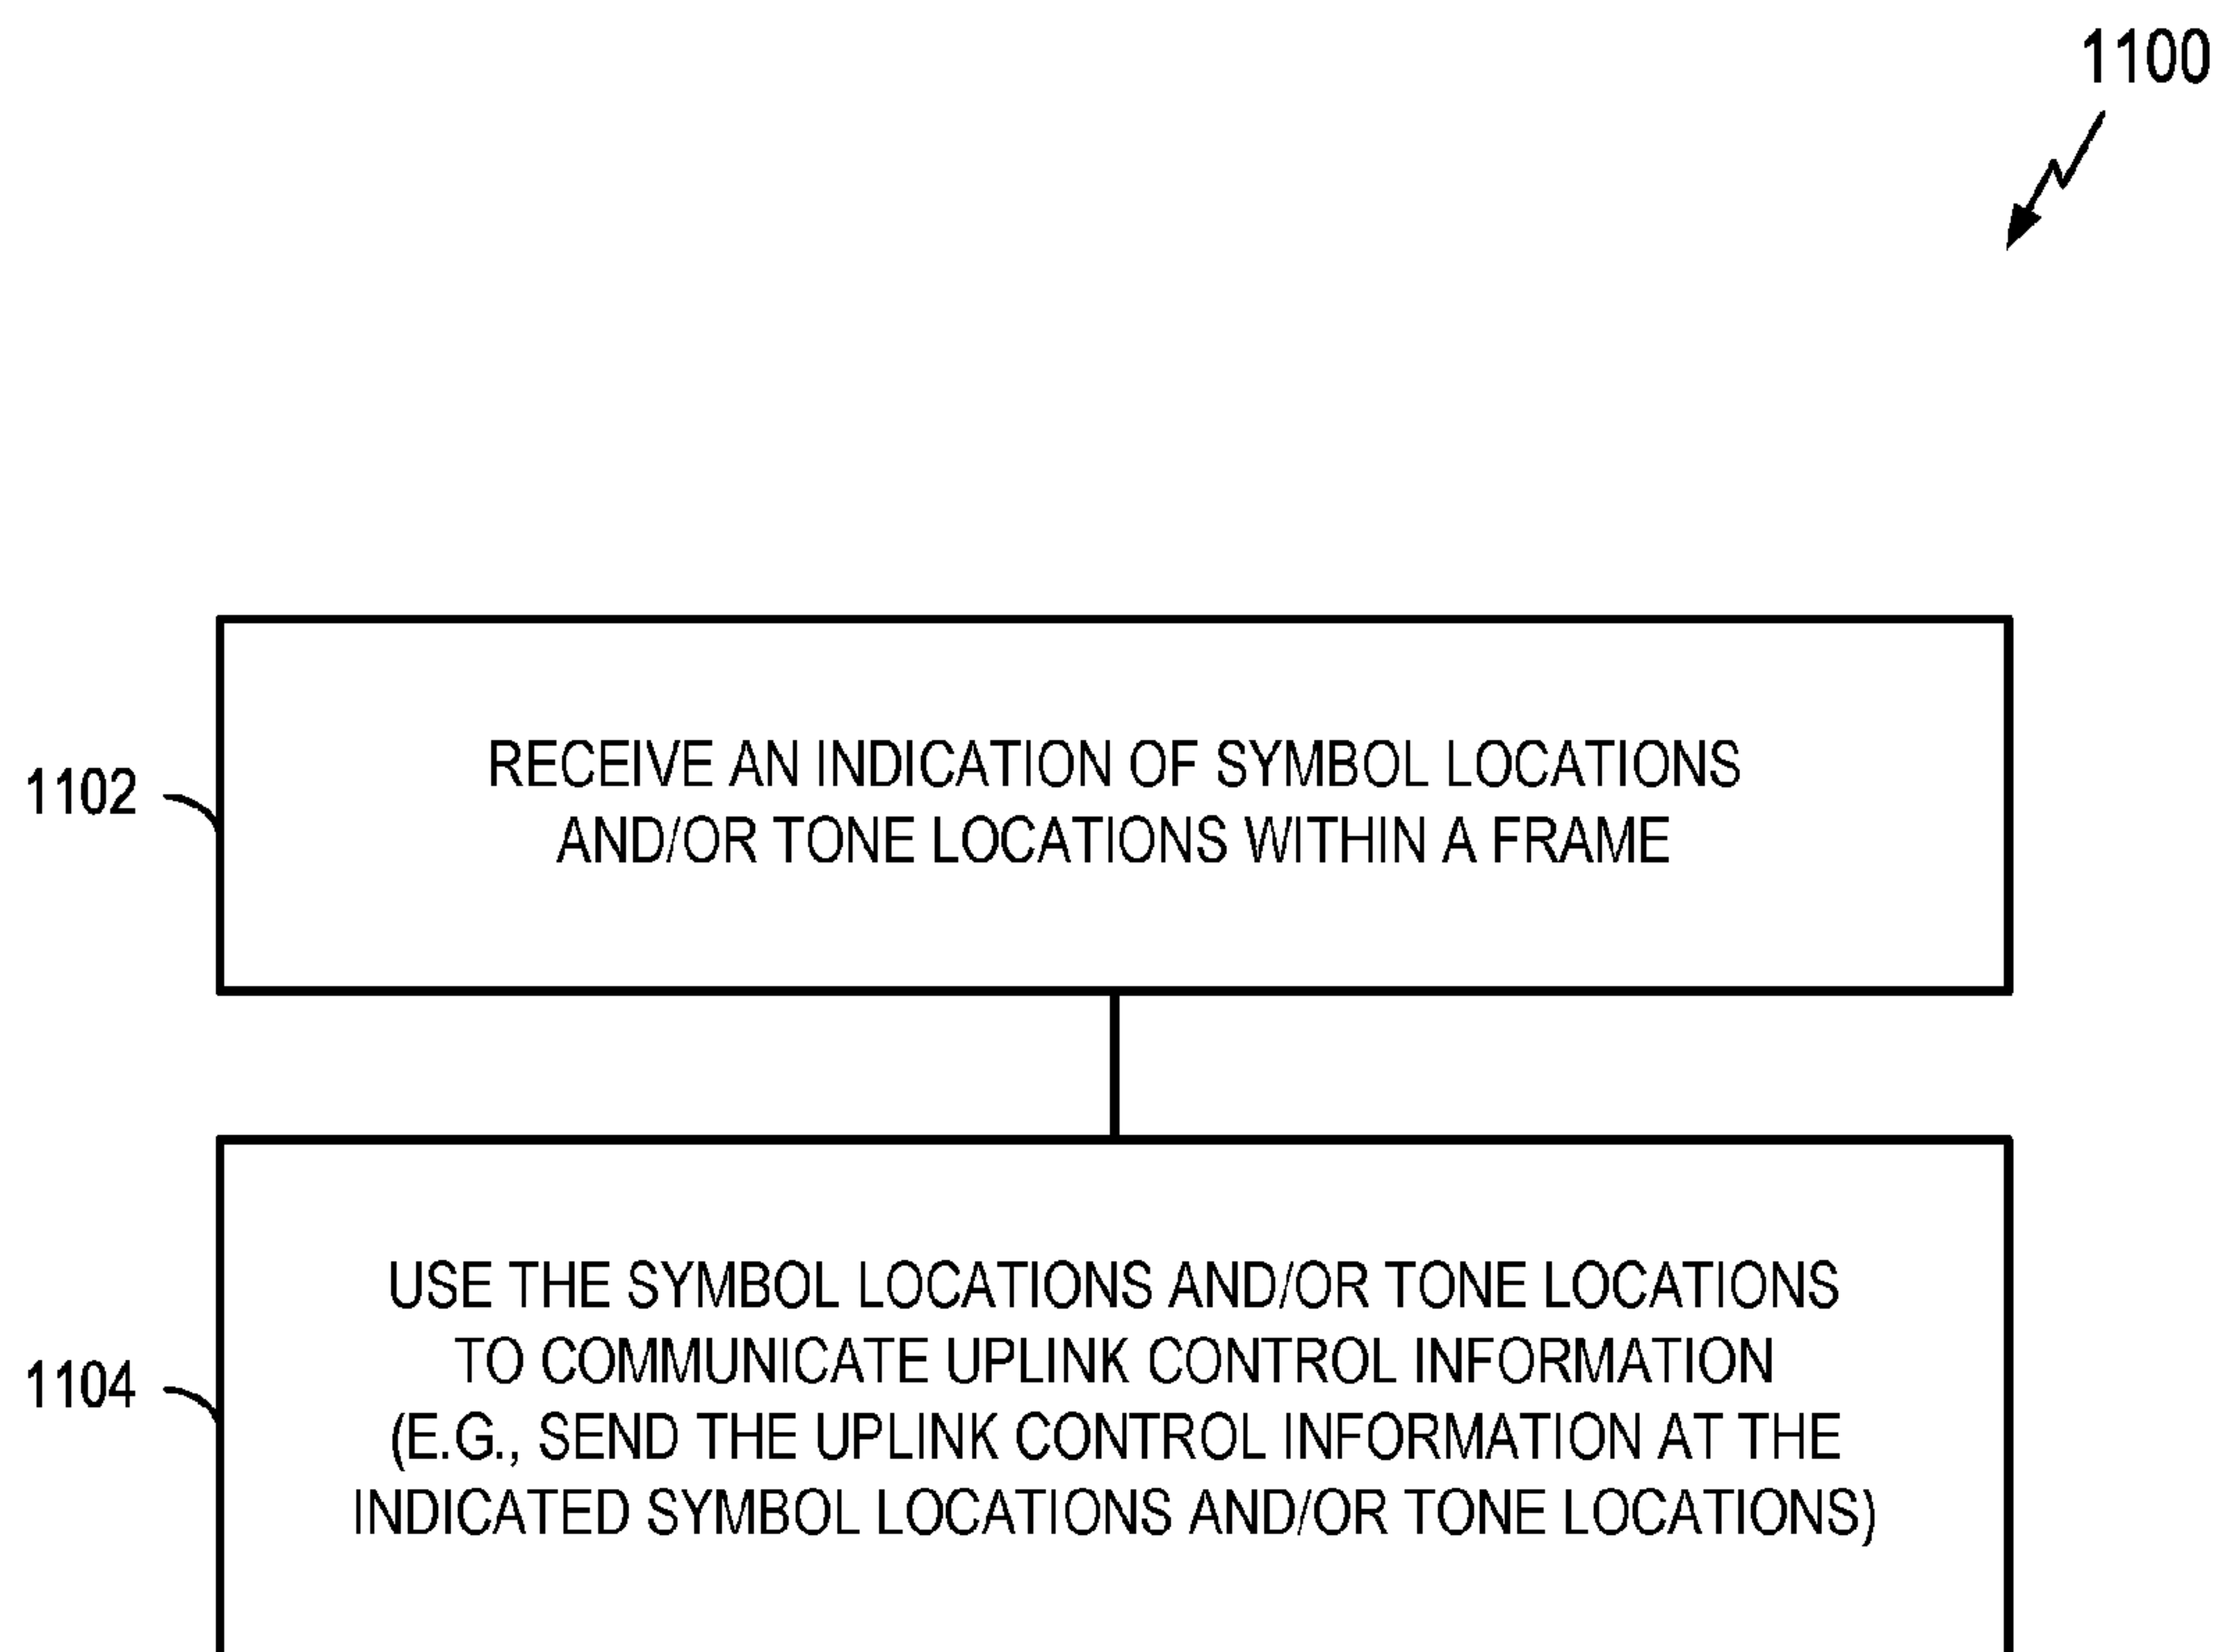 1100
1102
RECEIVE AN INDICATION OF SYMBOL LOCATIONS
AND/OR TONE LOCATIONS WITHIN A FRAME
1104
USE THE SYMBOL LOCATIONS AND/OR TONE LOCATIONS
TO COMMUNICATE UPLINK CONTROL INFORMATION
(E.G., SEND THE UPLINK CONTROL INFORMATION AT THE
INDICATED SYMBOL LOCATIONS AND/OR TONE LOCATIONS)